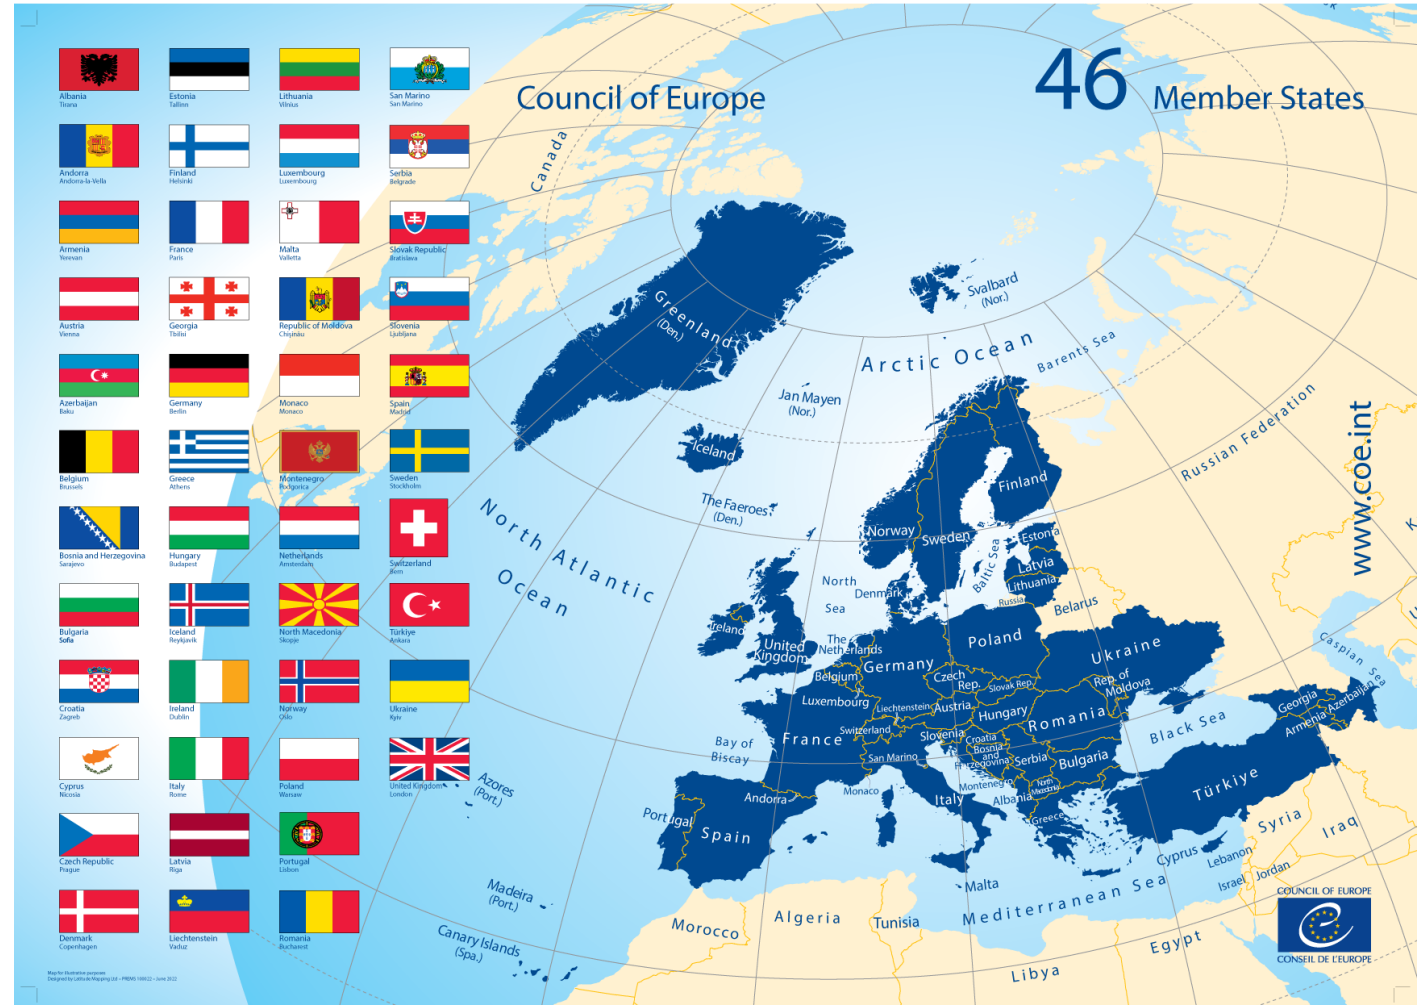 Council of Europe
46 Member States
Albania
Tirana
Andorra
Andorra-la-Vella
Armenia
Yerevan
Austria
Vienna
Azerbaijan
Baku
Belgium
Brussels
Bosnia and Herzegovina
Sarajevo
Bulgaria
Sofia
Croatia
Zagreb
Cyprus
Nicosia
Czech Republic
Prague
Denmark
Copenhagen
Estonia
Tallinn
Finland
Helsinki
France
Paris
Georgia
Tbilisi
Germany
Berlin
Greece
Athens
Hungary
Budapest
Iceland
Reykjavik
Ireland
Dublin
Italy
Rome
Latvia
Riga
Liechtenstein
Vaduz
Lithuania
Vilnius
Luxembourg
Luxembourg
Malta
Valletta
Republic of Moldova
Chişinău
Monaco
Monaco
Montenegro
Podgorica
Netherlands
Amsterdam
North Macedonia
Skopje
Norway
Oslo
Poland
Warsaw
Portugal
Lisbon
Romania
Bucharest
San Marino
San Marino
Serbia
Belgrade
Slovak Republic
Bratislava
Slovenia
Ljubljana
Spain
Madrid
Sweden
Stockholm
Switzerland
Bern
Türkiye
Ankara
Ukraine
Kyiv
United Kingdom
London
Canada
Greenland
(Den.)
Svalbard
(Nor.)
Arctic Ocean
Barents Sea
Jan Mayen
(Nor.)
Iceland
The Faeroes
(Den.)
North Atlantic
Ocean
Russian Federation
www.coe.int
Norway
Sweden
Finland
Baltic Sea
Estonia
Latvia
Lithuania
Russia
Belarus
North
Sea
Denmark
Ireland
United
Kingdom
The
Netherlands
Belgium
Luxembourg
Germany
Poland
Czech
Rep.
Slovak Rep.
Ukraine
Rep. of
Moldova
Liechtenstein
Austria
Hungary
Romania
Switzerland
France
Slovenia
Croatia
Bosnia
and
Herzegovina
Serbia
Bulgaria
San Marino
Monaco
Montenegro
North
Macedonia
Albania
Greece
Italy
Andorra
Bay of
Biscay
Portugal
Spain
Azores
(Port.)
Madeira
(Port.)
Canary Islands
(Spa.)
Black Sea
Caspian Sea
Georgia
Armenia
Azerbaijan
Türkiye
Cyprus
Syria
Iraq
Lebanon
Israel
Jordan
Malta
Mediterranean Sea
Morocco
Algeria
Tunisia
Libya
Egypt
COUNCIL OF EUROPE
CONSEIL DE L'EUROPE
Map for illustrative purposes.